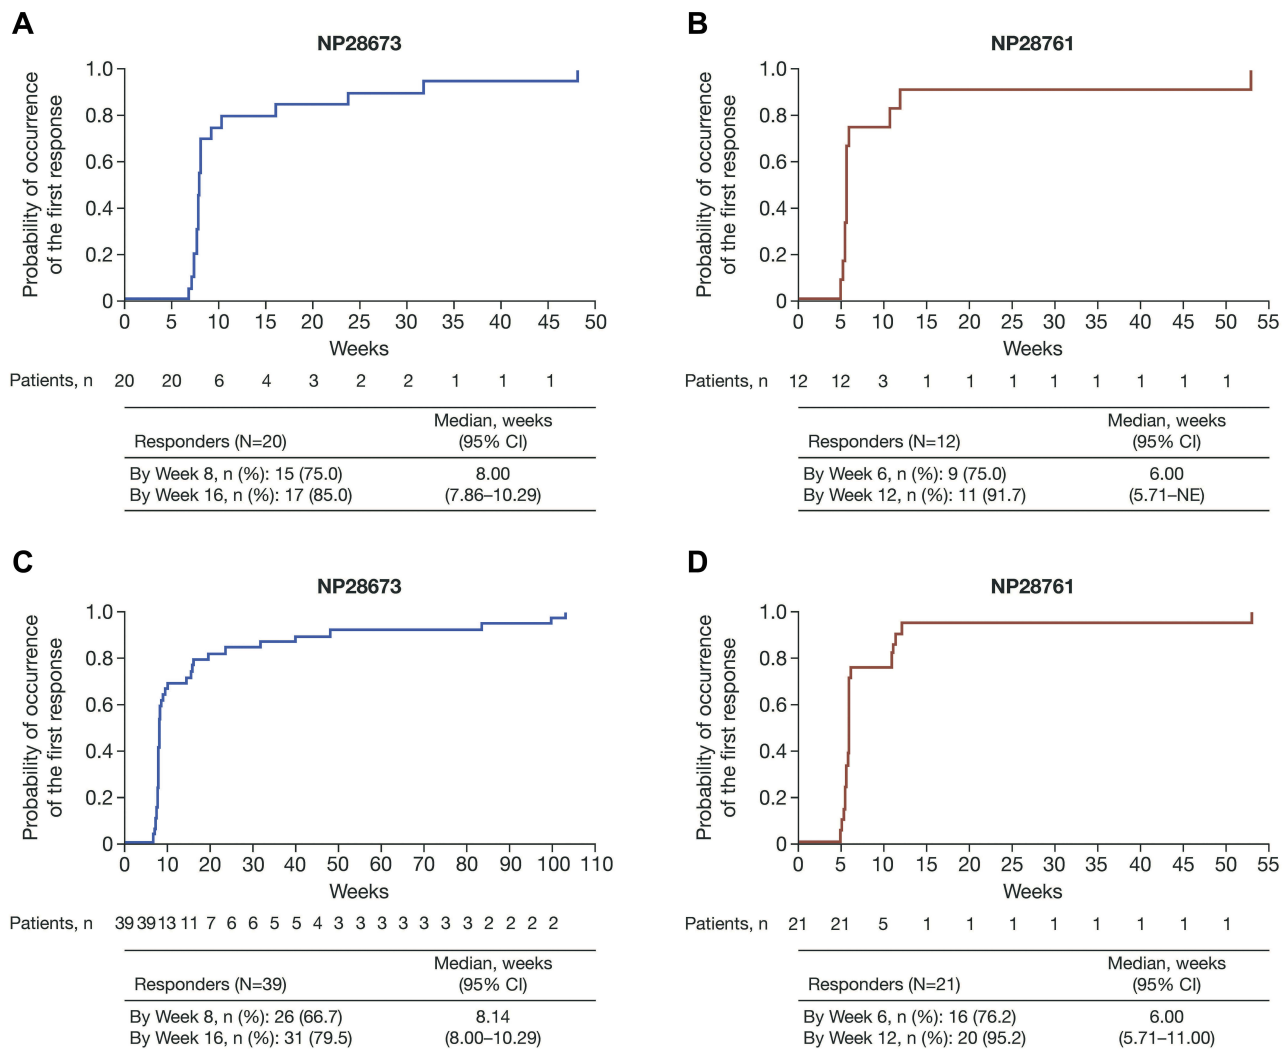 A
NP28673
Probability of occurrence
of the first response
1.0
0.8
0.6
0.4
0.2
0
0 5 10 15 20 25 30 35 40 45 50
Weeks
Patients, n 20 20 6 4 3 2 2 1 1 1
Median, weeks
Responders (N=20) (95% CI)
By Week 8, n (%): 15 (75.0) 8.00
By Week 16, n (%): 17 (85.0) (7.86–10.29)
B
NP28761
Probability of occurrence
of the first response
1.0
0.8
0.6
0.4
0.2
0
0 5 10 15 20 25 30 35 40 45 50 55
Weeks
Patients, n 12 12 3 1 1 1 1 1 1 1 1
Median, weeks
Responders (N=12) (95% CI)
By Week 6, n (%): 9 (75.0) 6.00
By Week 12, n (%): 11 (91.7) (5.71–NE)
C
NP28673
Probability of occurrence
of the first response
1.0
0.8
0.6
0.4
0.2
0
0 10 20 30 40 50 60 70 80 90 100 110
Weeks
Patients, n 39 39 13 11 7 6 6 5 5 4 3 3 3 3 3 3 3 2 2 2 2
Median, weeks
Responders (N=39) (95% CI)
By Week 8, n (%): 26 (66.7) 8.14
By Week 16, n (%): 31 (79.5) (8.00–10.29)
D
NP28761
Probability of occurrence
of the first response
1.0
0.8
0.6
0.4
0.2
0
0 5 10 15 20 25 30 35 40 45 50 55
Weeks
Patients, n 21 21 5 1 1 1 1 1 1 1 1
Median, weeks
Responders (N=21) (95% CI)
By Week 6, n (%): 16 (76.2) 6.00
By Week 12, n (%): 20 (95.2) (5.71–11.00)